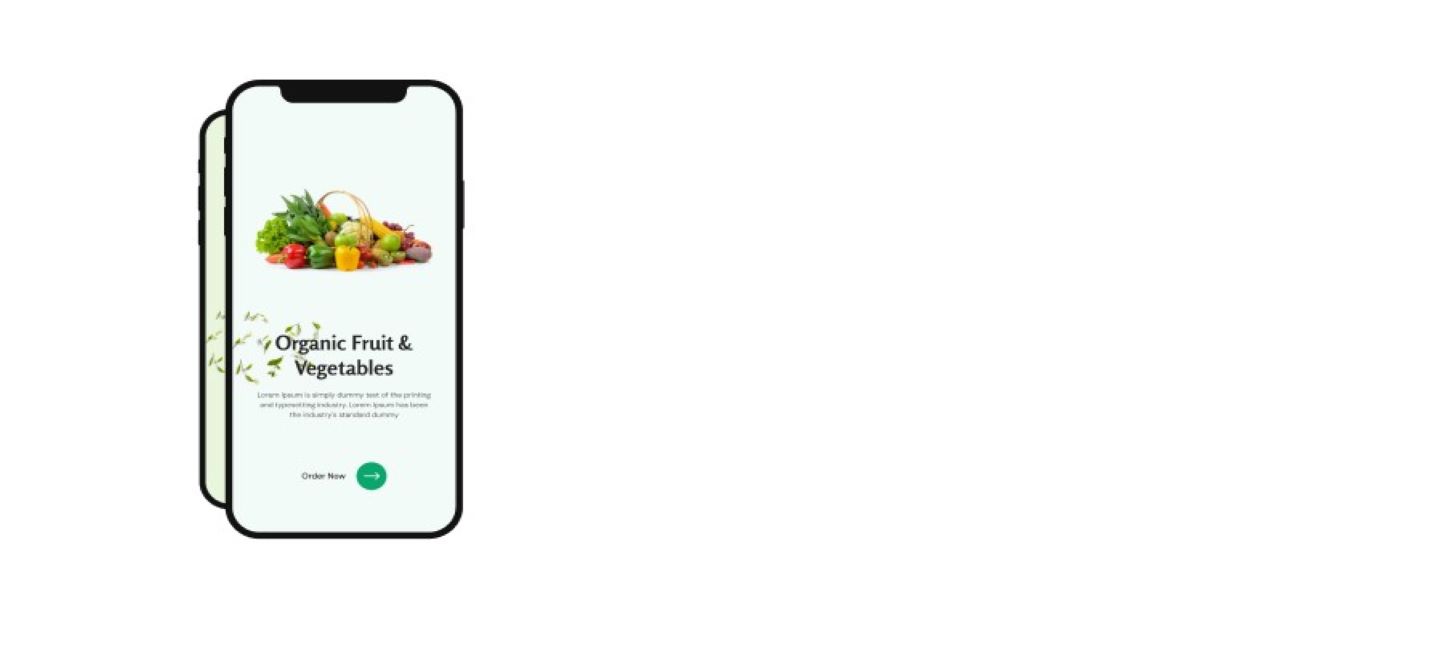 Organic Fruit &
Vegetables
Lorem Ipsum is simply dummy text of the printing
and typesetting industry. Lorem Ipsum has been
the industry's standard dummy
Order Now